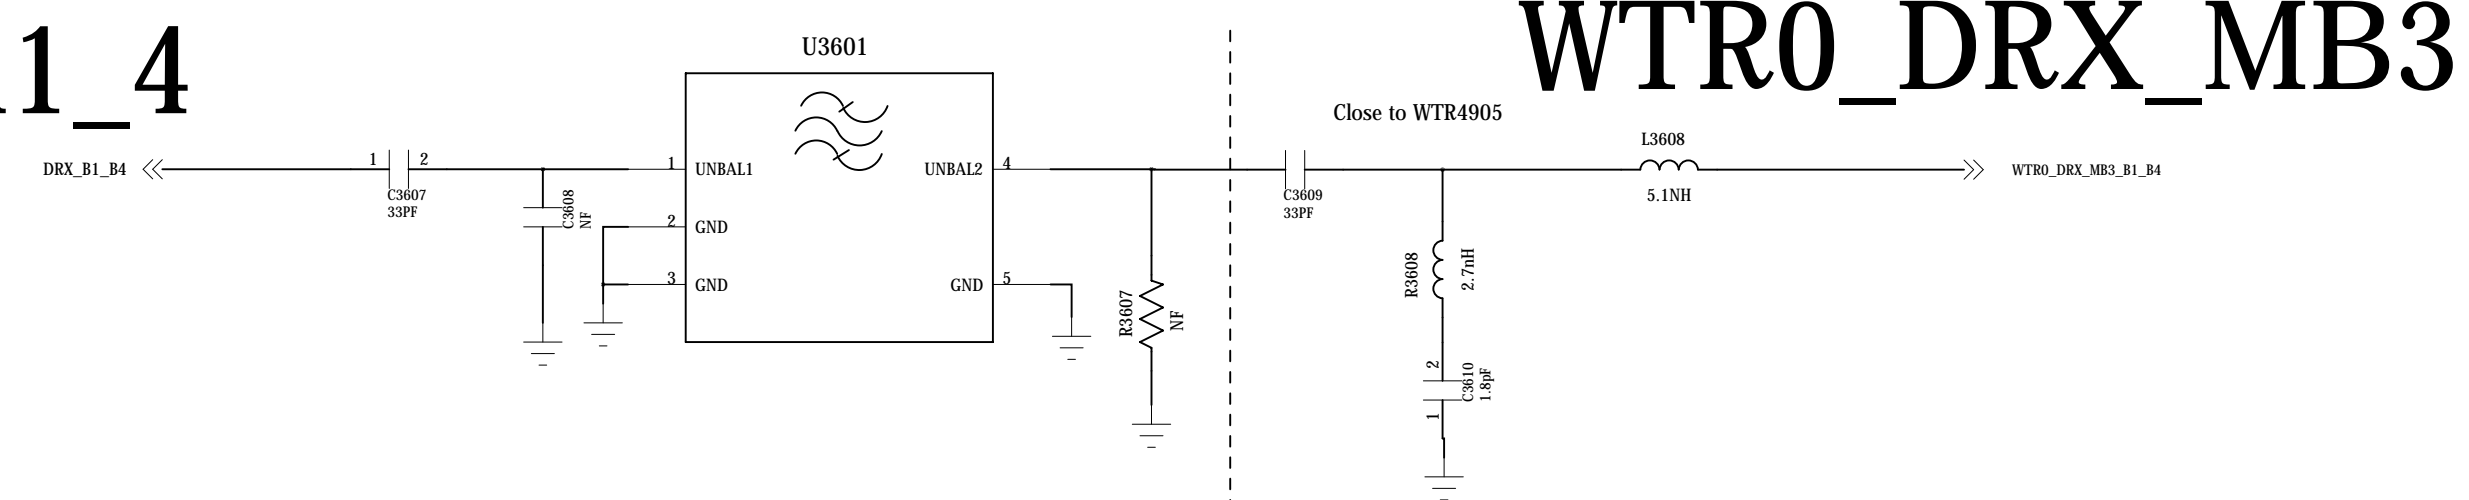 WTR0_DRX_MB3
1_4
U3601
Close to WTR4905
L3608
5.1NH
DRX_B1_B4
1
2
C3607
33PF
C3608
NF
1
UNBAL1
2
GND
3
GND
UNBAL2
4
GND
5
R3607
NF
C3609
33PF
R3608
2.7nH
2
C3610
1.8pF
1
WTR0_DRX_MB3_B1_B4